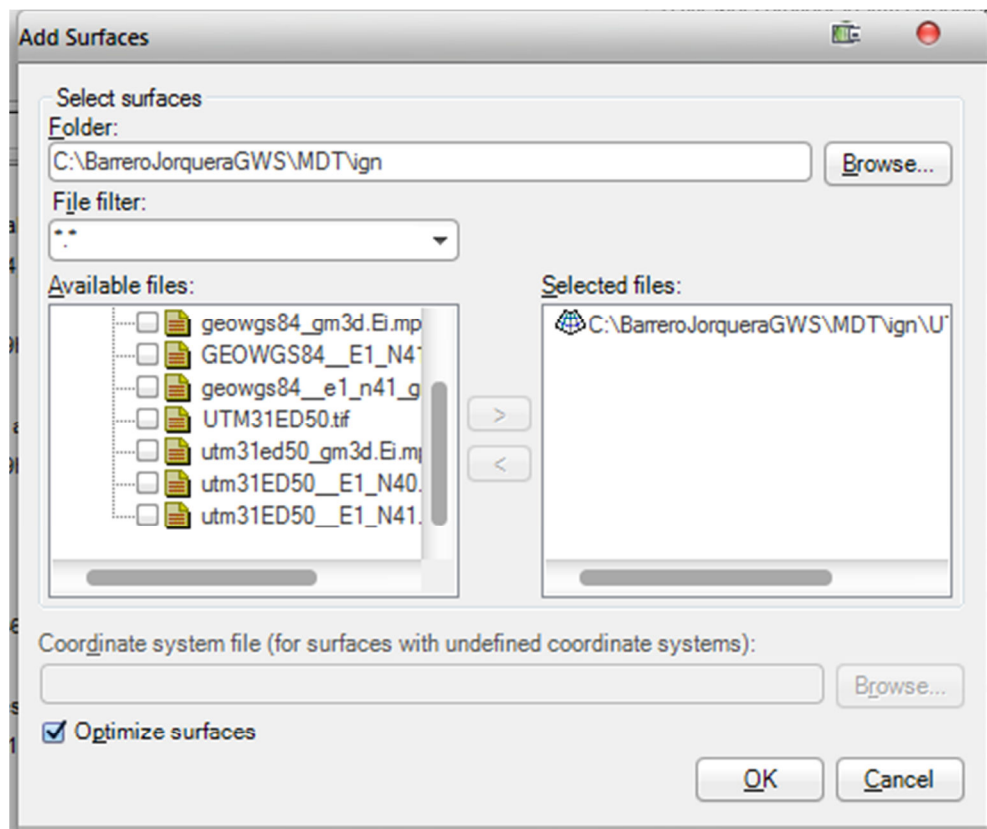 Add Surfaces
Select surfaces
Folder:
C:\BarreroJorqueraGWS\MDT\ign
Browse...
File filter:
*.*
Available files:
Selected files:
geowgs84_gm3d.Ei.mp
GEOWGS84__E1_N41
geowgs84__e1_n41_g
UTM31ED50.tif
utm31ed50_gm3d.Ei.mp
utm31ED50__E1_N40.
utm31ED50__E1_N41.
>
<
C:\BarreroJorqueraGWS\MDT\ign\UT
Coordinate system file (for surfaces with undefined coordinate systems):
Browse...
Optimize surfaces
OK
Cancel